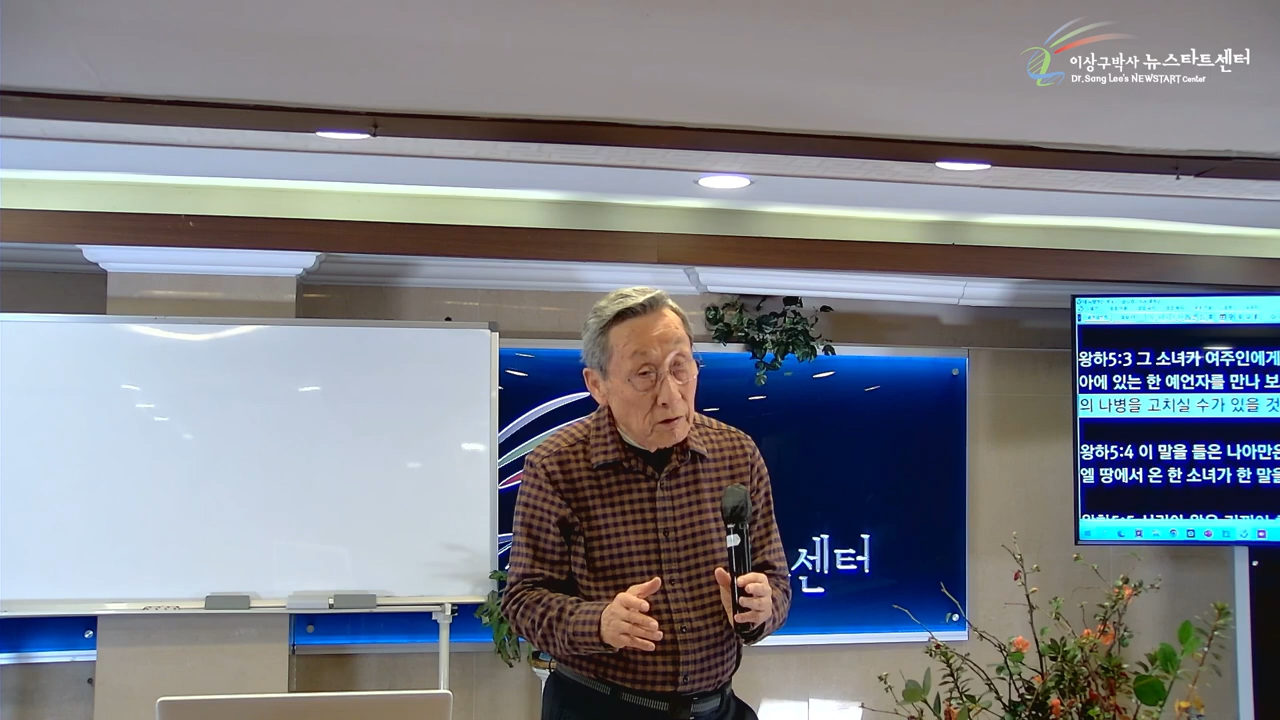 이상구박사 뉴스타트센터
Dr. Sang Lee's NEWSTART Center
왕하5:3 그 소녀가 여주인에게
아에 있는 한 예언자를 만나 보
의 나병을 고치실 수가 있을 것
왕하5:4 이 말을 들은 나아만은
엘 땅에서 온 한 소녀가 한 말을
센터